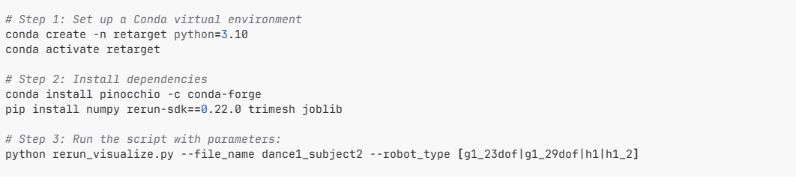 # Step 1: Set up a Conda virtual environment
conda create -n retarget python=3.10
conda activate retarget
# Step 2: Install dependencies
conda install pinocchio -c conda-forge
pip install numpy rerun-sdk==0.22.0 trimesh joblib
# Step 3: Run the script with parameters:
python rerun_visualize.py --file_name dance1_subject2 --robot_type [g1_23dof|g1_29dof|h1|h1_2]